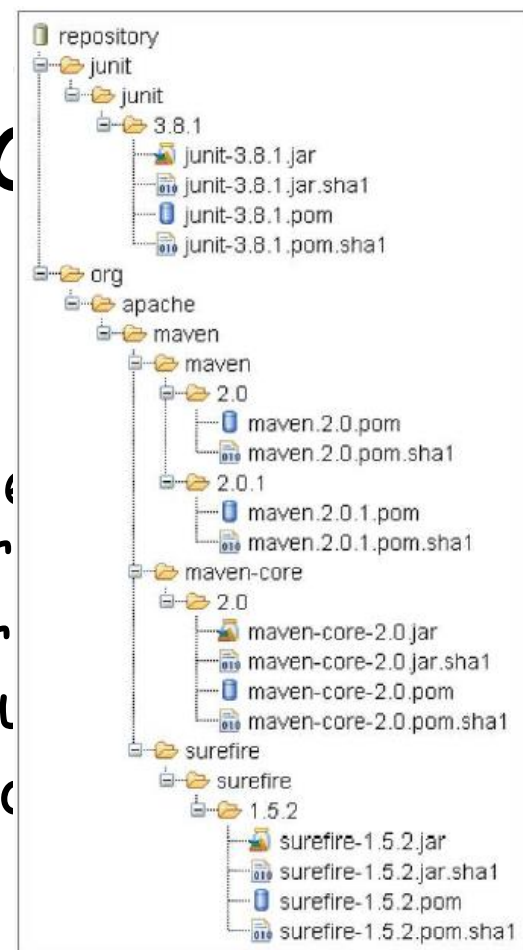 repository
junit
junit
3.8.1
junit-3.8.1.jar
junit-3.8.1.jar.sha1
junit-3.8.1.pom
junit-3.8.1.pom.sha1
org
apache
maven
maven
2.0
maven.2.0.pom
maven.2.0.pom.sha1
2.0.1
maven.2.0.1.pom
maven.2.0.1.pom.sha1
maven-core
2.0
maven-core-2.0.jar
maven-core-2.0.jar.sha1
maven-core-2.0.pom
maven-core-2.0.pom.sha1
surefire
surefire
1.5.2
surefire-1.5.2.jar
surefire-1.5.2.jar.sha1
surefire-1.5.2.pom
surefire-1.5.2.pom.sha1